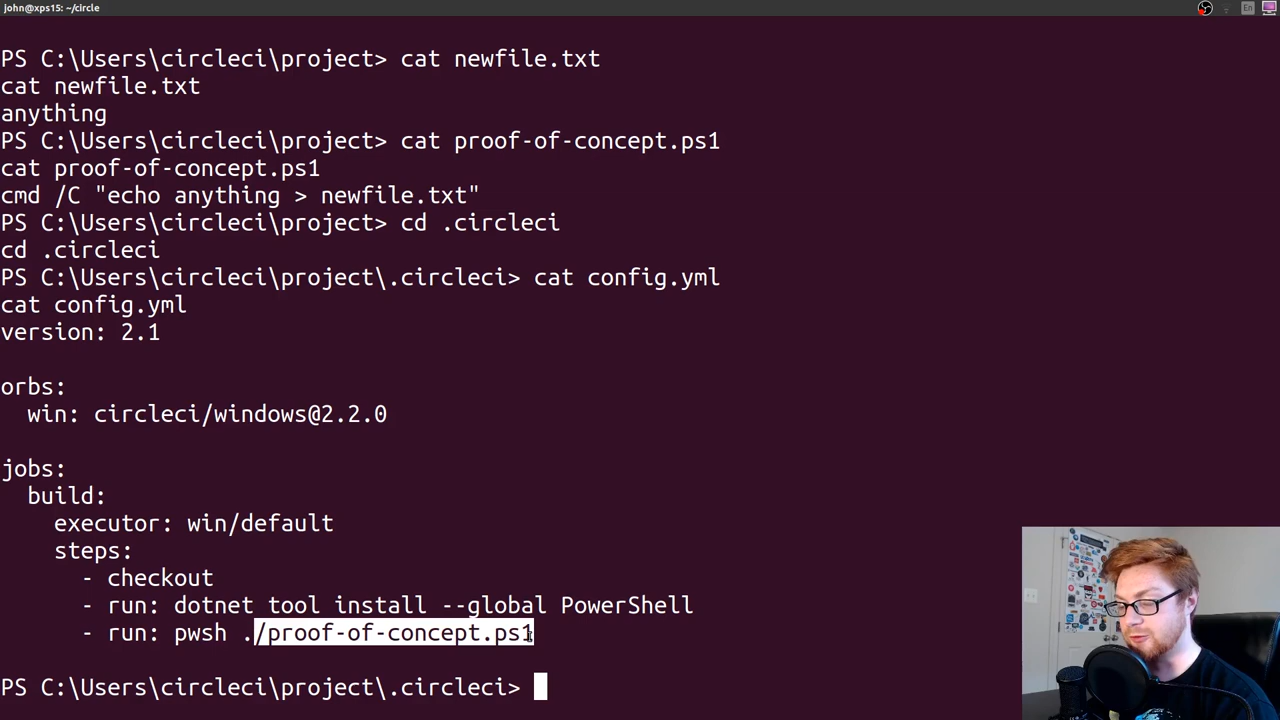 john@xps15: ~/circle
En
PS C:\Users\circleci\project> cat newfile.txt
cat newfile.txt
anything
PS C:\Users\circleci\project> cat proof-of-concept.ps1
cat proof-of-concept.ps1
cmd /C "echo anything > newfile.txt"
PS C:\Users\circleci\project> cd .circleci
cd .circleci
PS C:\Users\circleci\project\.circleci> cat config.yml
cat config.yml
version: 2.1
orbs:
  win: circleci/windows@2.2.0
jobs:
  build:
    executor: win/default
    steps:
      - checkout
      - run: dotnet tool install --global PowerShell
      - run: pwsh ./proof-of-concept.ps1
PS C:\Users\circleci\project\.circleci>